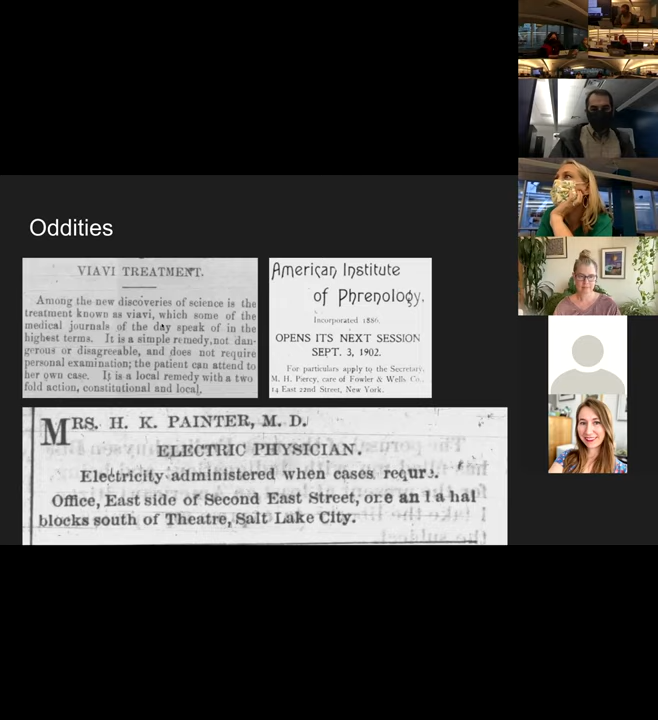 Oddities
VIAVI TREATMENT.
Among the new discoveries of science is the
treatment known as viavi, which some of the
medical journals of the day speak of in the
highest terms. It is a simple remedy, not dan-
gerous or disagreeable, and does not require
personal examination; the patient can attend to
her own case. It is a local remedy with a two
fold action, constitutional and local.
American Institute
of Phrenology.
Incorporated 1886.
OPENS ITS NEXT SESSION
SEPT. 3, 1902.
For particulars apply to the Secretary,
M. H. Piercy, care of Fowler & Wells Co.,
14 East 22nd Street, New York.
MRS. H. K. PAINTER, M. D.
ELECTRIC PHYSICIAN.
Electricity administered when cases
Office, East side of Second East Street, one
blocks south of Theatre, Salt Lake City.